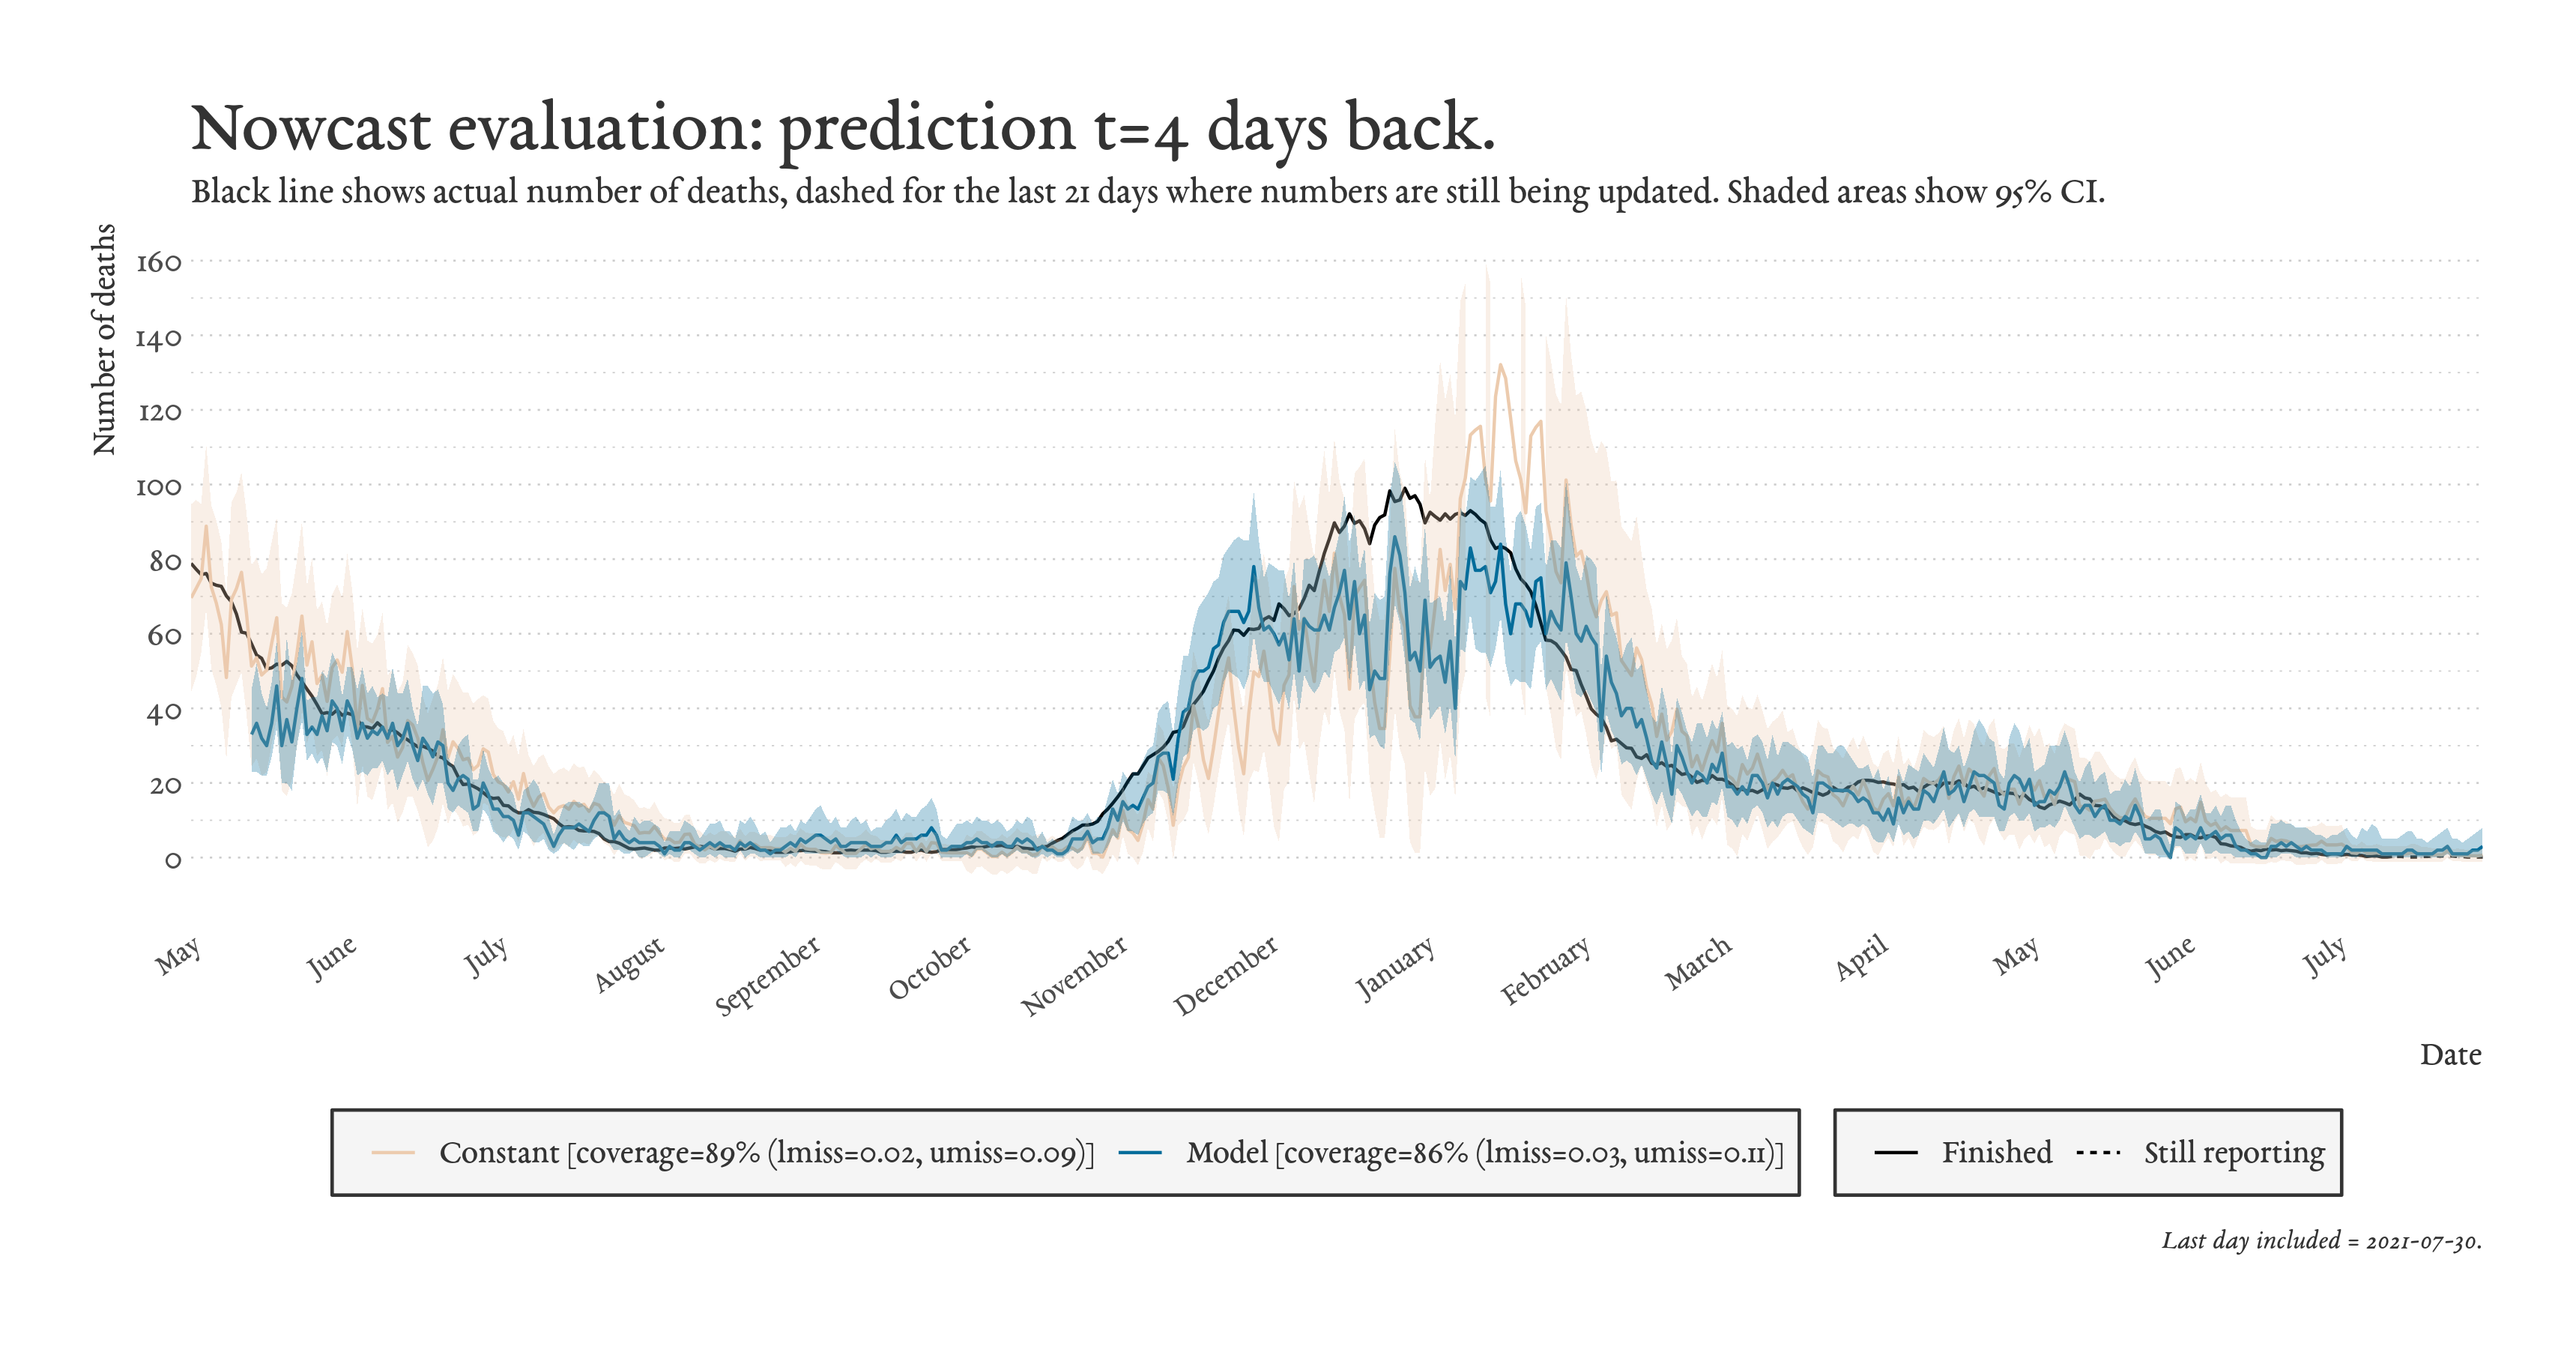 Nowcast evaluation: prediction t=4 days back.
Black line shows actual number of deaths, dashed for the last 21 days where numbers are still being updated. Shaded areas show 95% CI.
Number of deaths
160
140
120
100
80
60
40
20
0
May
June
July
August
September
October
November
December
January
February
March
April
May
June
July
Date
Constant [coverage=89% (lmiss=0.02, umiss=0.09)]
Model [coverage=86% (lmiss=0.03, umiss=0.11)]
Finished
Still reporting
Last day included = 2021-07-30.